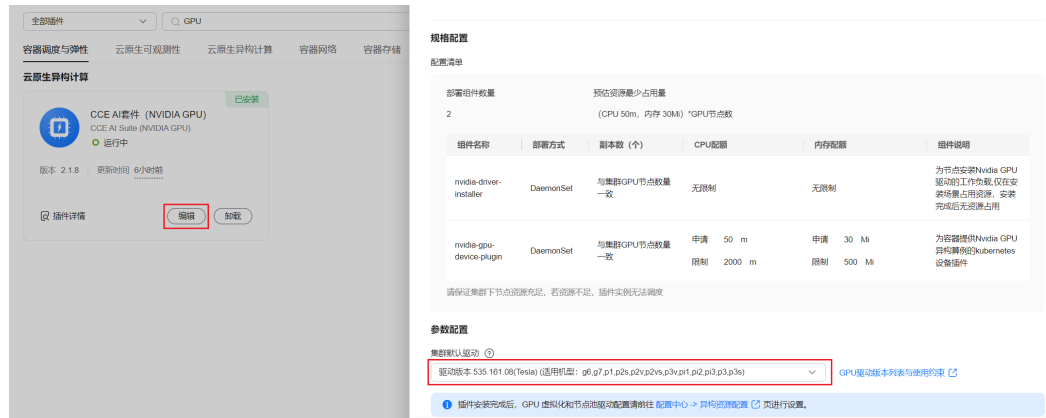 全部插件
GPU
容器调度与弹性 云原生可观测性 云原生异构计算 容器网络 容器存储
云原生异构计算
已安装
CCE AI套件（NVIDIA GPU）
CCE AI Suite (NVIDIA GPU)
运行中
版本 2.1.8 更新时间 6小时前
插件详情 编辑 卸载
规格配置
配置清单
部署组件数量 预估资源最少占用量
2 （CPU 50m，内存 30Mi）*GPU节点数
组件名称 部署方式 副本数（个） CPU配额 内存配额 组件说明
nvidia-driver-
installer
DaemonSet
与集群GPU节点数量
一致
无限制
无限制
为节点安装Nvidia GPU
驱动的工作负载,仅在安
装场景占用资源，安装
完成后无资源占用
nvidia-gpu-
device-plugin
DaemonSet
与集群GPU节点数量
一致
申请 50 m
限制 2000 m
申请 30 Mi
限制 500 Mi
为容器提供Nvidia GPU
异构算例的kubernetes
设备插件
请保证集群下节点资源充足，若资源不足，插件实例无法调度
参数配置
集群默认驱动
驱动版本 535.161.08(Tesla) (适用机型：g6,g7,p1,p2s,p2v,p2vs,p3v,pi1,pi2,pi3,p3,p3s) GPU驱动版本列表与使用约束
插件安装完成后，GPU 虚拟化和节点池驱动配置请前往 配置中心 -> 异构资源配置 页进行设置。